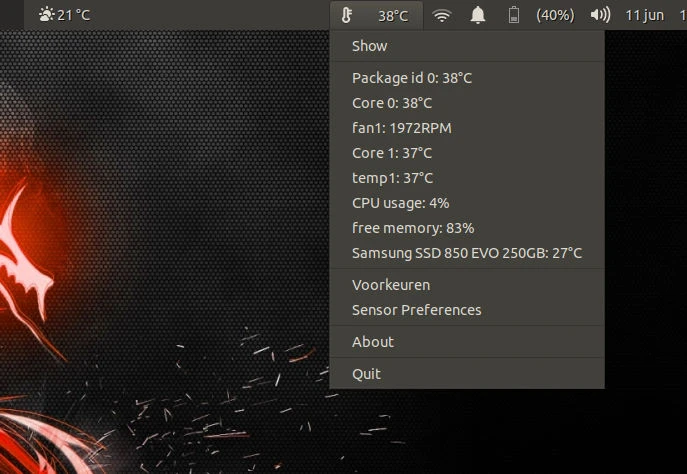 21 °C 38°C (40%) 11 jun
Show
Package id 0: 38°C
Core 0: 38°C
fan1: 1972RPM
Core 1: 37°C
temp1: 37°C
CPU usage: 4%
free memory: 83%
Samsung SSD 850 EVO 250GB: 27°C
Voorkeuren
Sensor Preferences
About
Quit